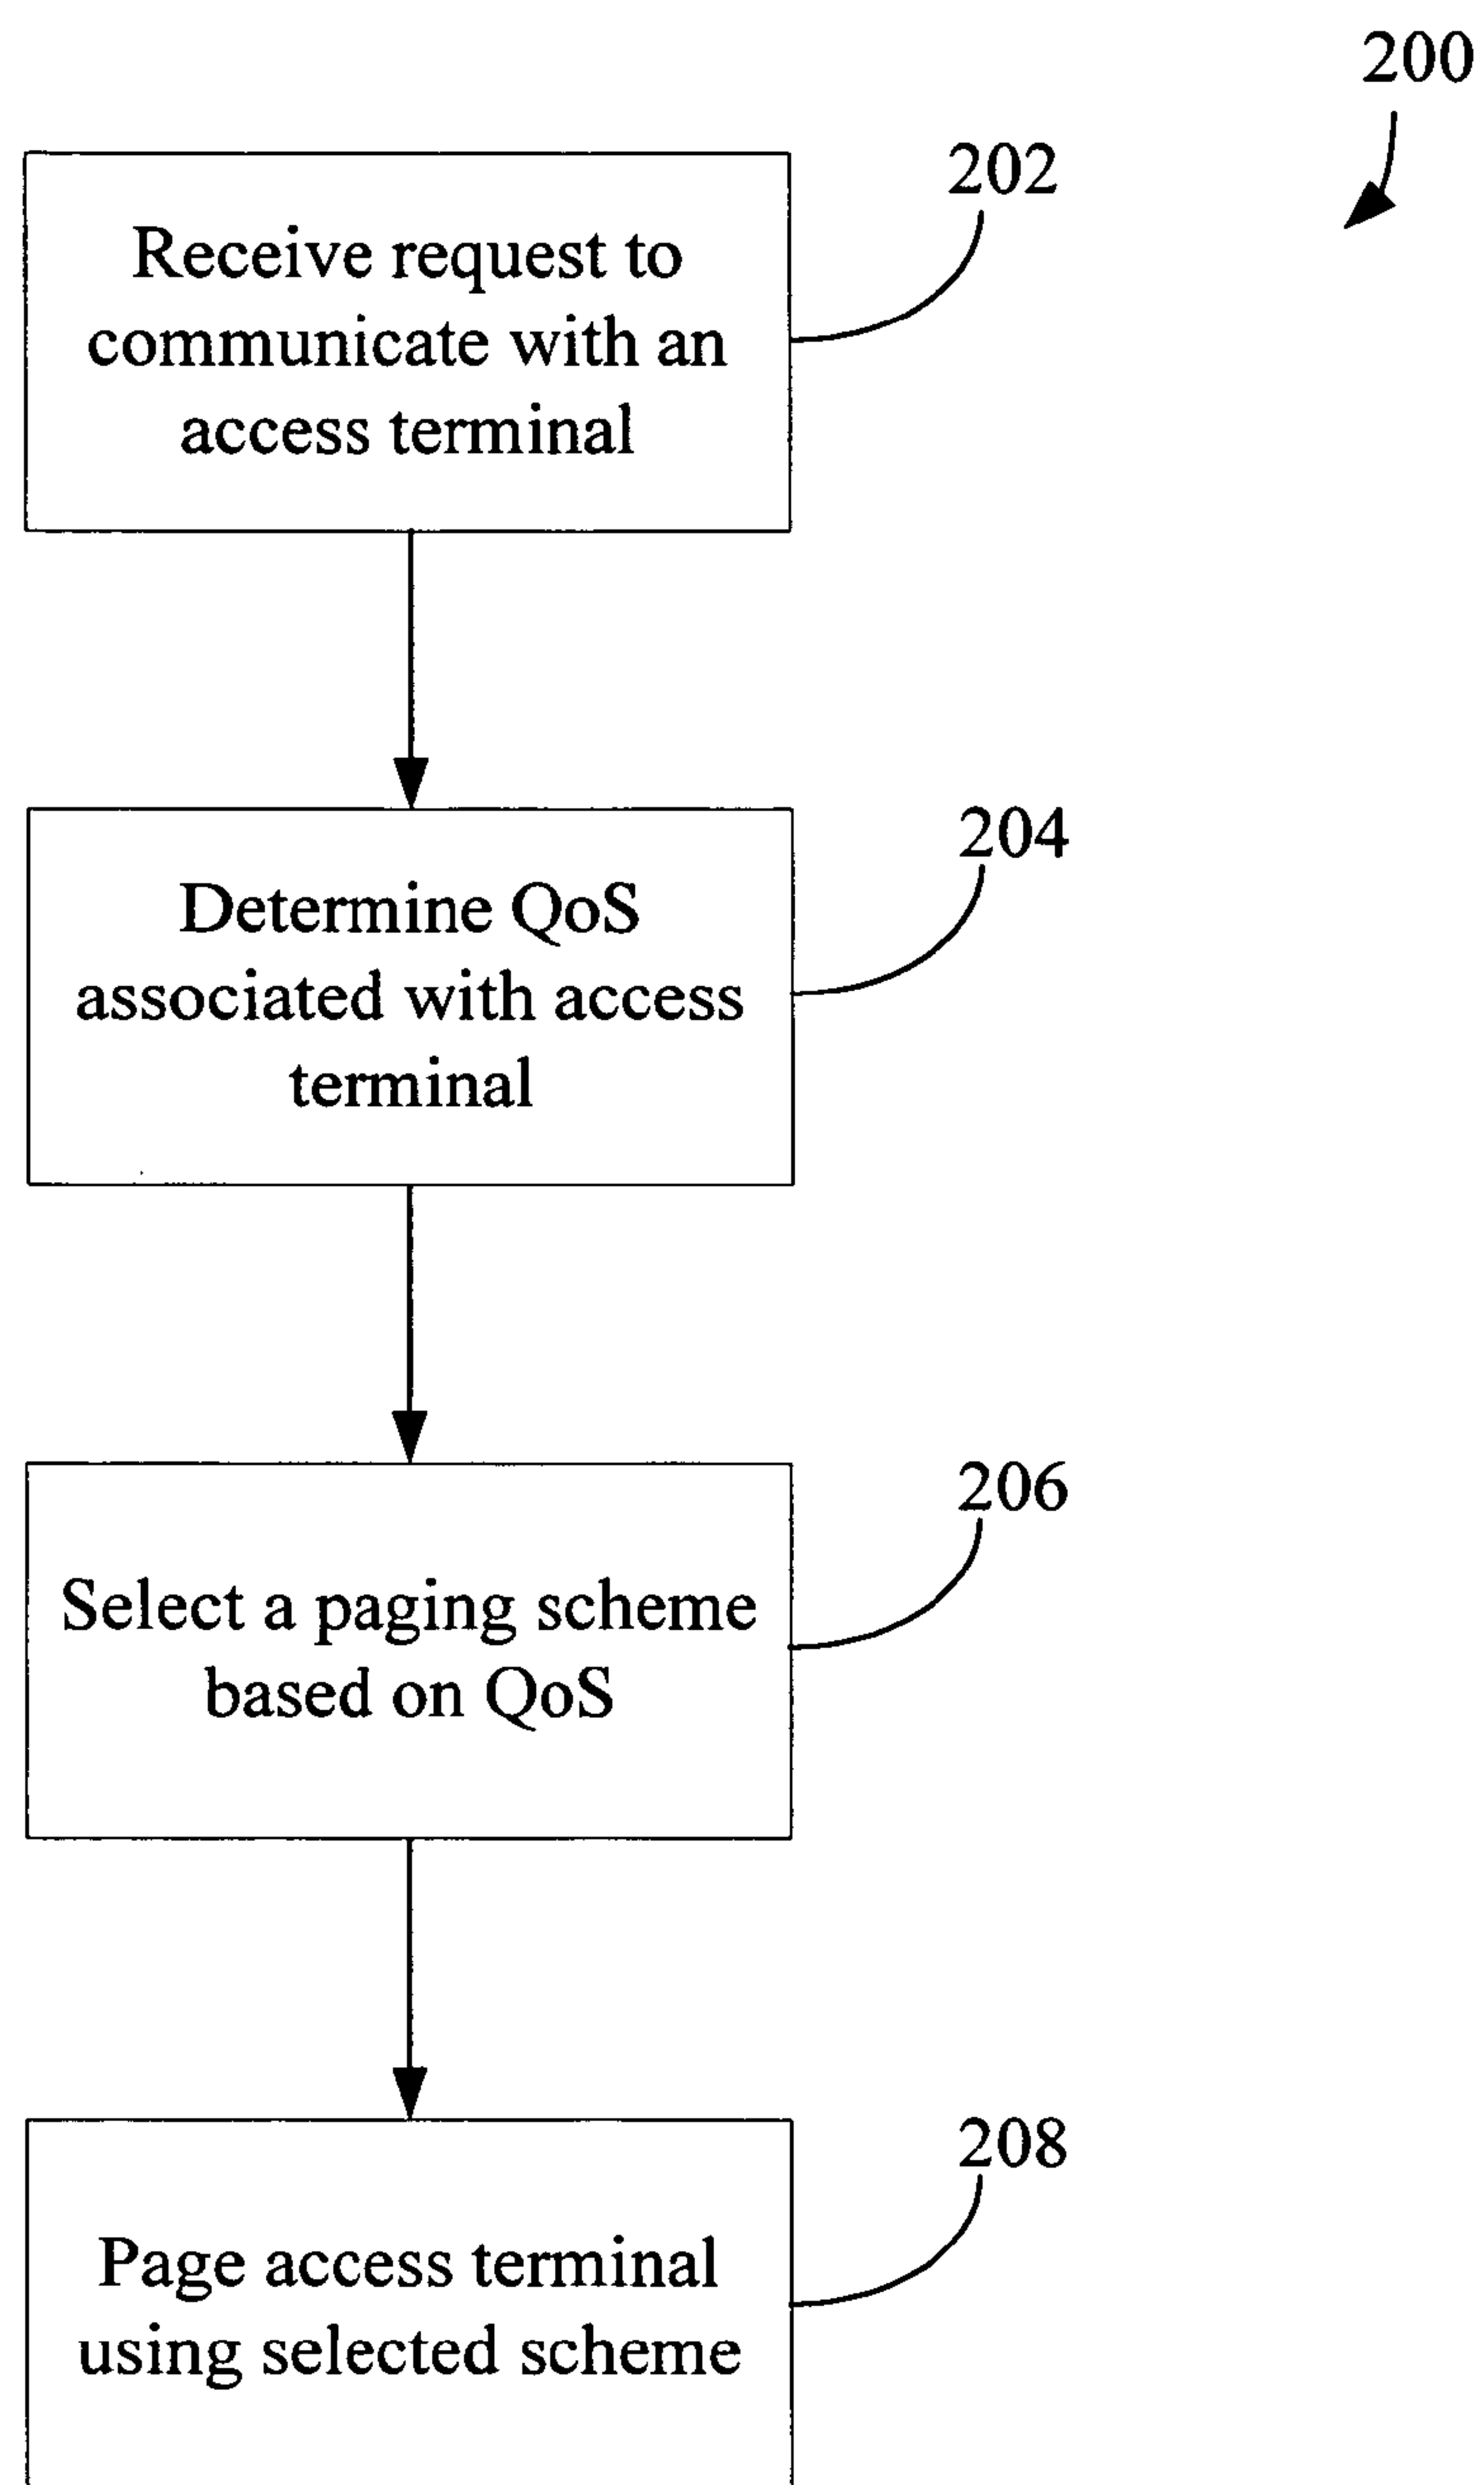 200
202
Receive request to
communicate with an
access terminal
204
Determine QoS
associated with access
terminal
206
Select a paging scheme
based on QoS
208
Page access terminal
using selected scheme